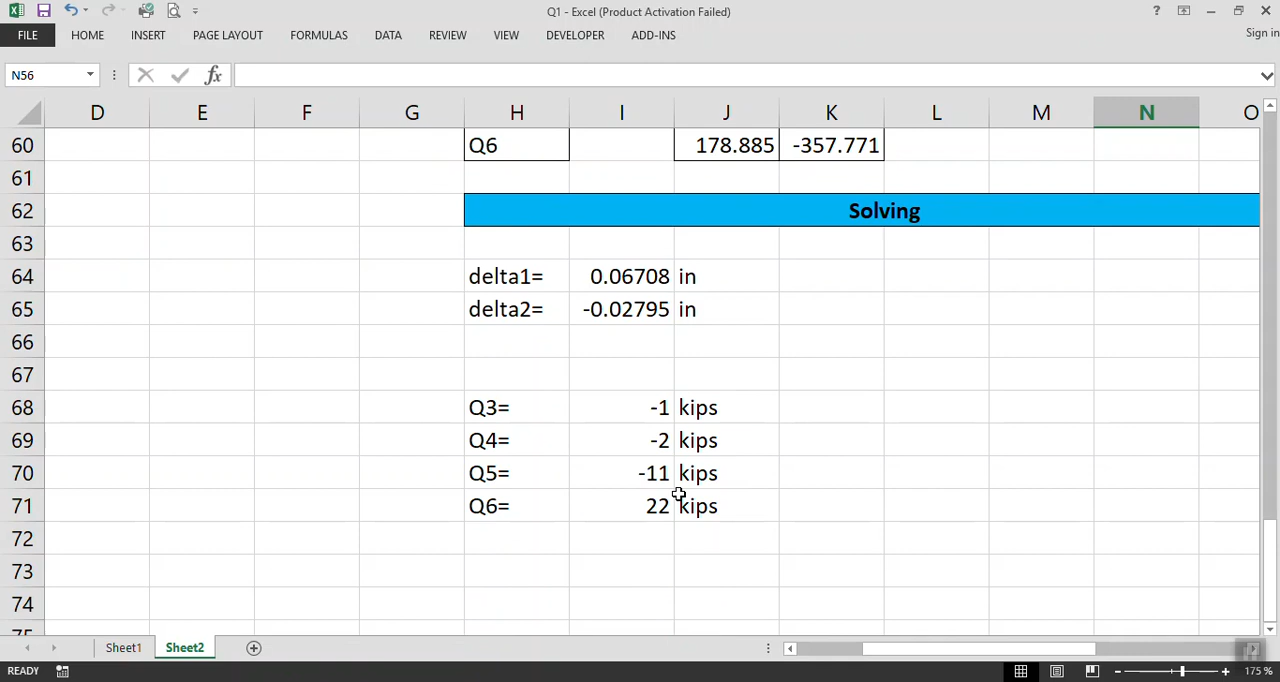 Q1 - Excel (Product Activation Failed)
?
FILE HOME INSERT PAGE LAYOUT FORMULAS DATA REVIEW VIEW DEVELOPER ADD-INS Sign in
N56 fx
D E F G H I J K L M N O
60 Q6 178.885 -357.771
61
62 Solving
63
64 delta1= 0.06708 in
65 delta2= -0.02795 in
66
67
68 Q3= -1 kips
69 Q4= -2 kips
70 Q5= -11 kips
71 Q6= 22 kips
72
73
74
75
Sheet1 Sheet2
READY 175 %